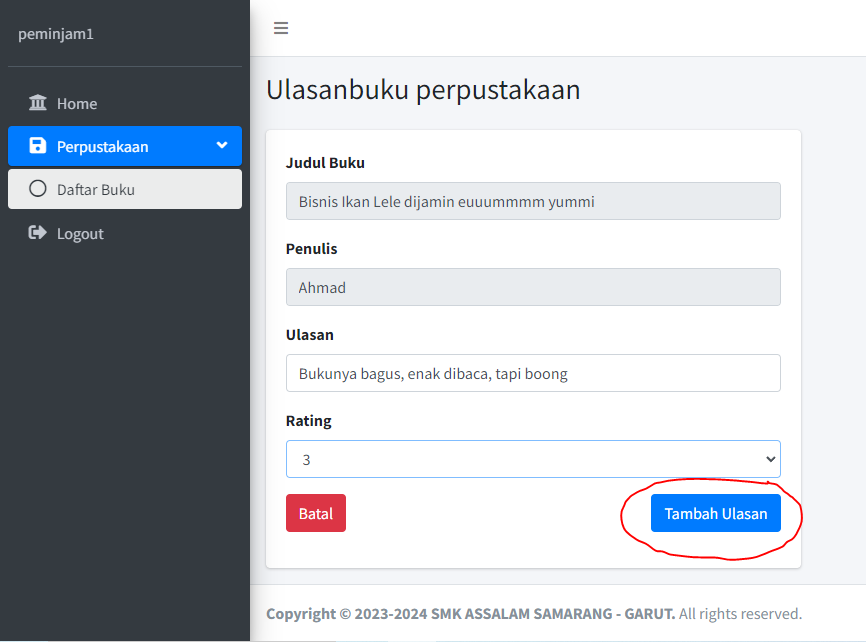 peminjam1
Home
Perpustakaan
Daftar Buku
Logout
Ulasanbuku perpustakaan
Judul Buku
Bisnis Ikan Lele dijamin euuummmm yummi
Penulis
Ahmad
Ulasan
Bukunya bagus, enak dibaca, tapi boong
Rating
3
Batal Tambah Ulasan
Copyright © 2023-2024 SMK ASSALAM SAMARANG - GARUT. All rights reserved.